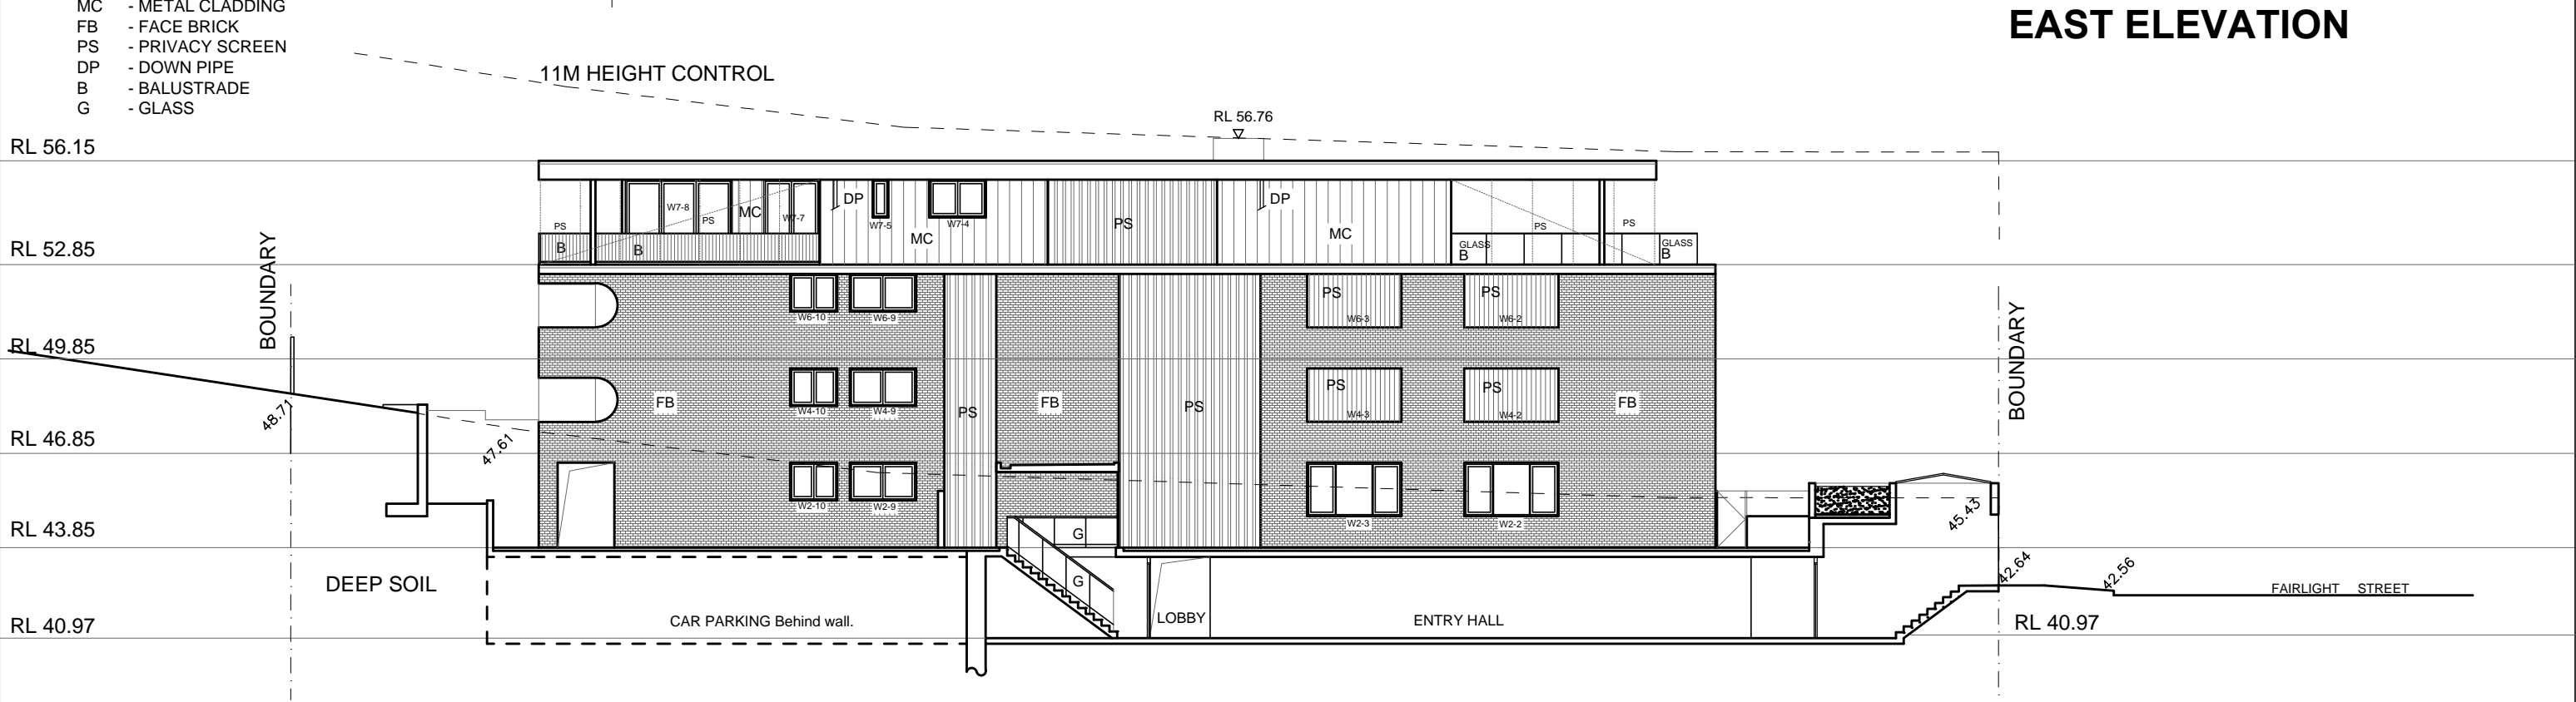 EAST ELEVATION
MC - METAL CLADDING
FB - FACE BRICK
PS - PRIVACY SCREEN
DP - DOWN PIPE
B - BALUSTRADE
G - GLASS
11M HEIGHT CONTROL
RL 56.76
RL 56.15
W7-8
PS
MC
W7-7
DP
W7-5
W7-4
DP
PS
B
B
MC
PS
MC
GLASS
B
PS
PS
GLASS
B
RL 52.85
BOUNDARY
PS
PS
W6-10
W6-9
W6-3
W6-2
BOUNDARY
RL 49.85
PS
PS
48.71
FB
W4-10
W4-9
PS
FB
PS
W4-3
W4-2
FB
RL 46.85
47.61
W2-10
W2-9
W2-3
W2-2
45.43
RL 43.85
G
G
DEEP SOIL
42.64
42.56
FAIRLIGHT STREET
CAR PARKING Behind wall.
LOBBY
ENTRY HALL
RL 40.97
RL 40.97